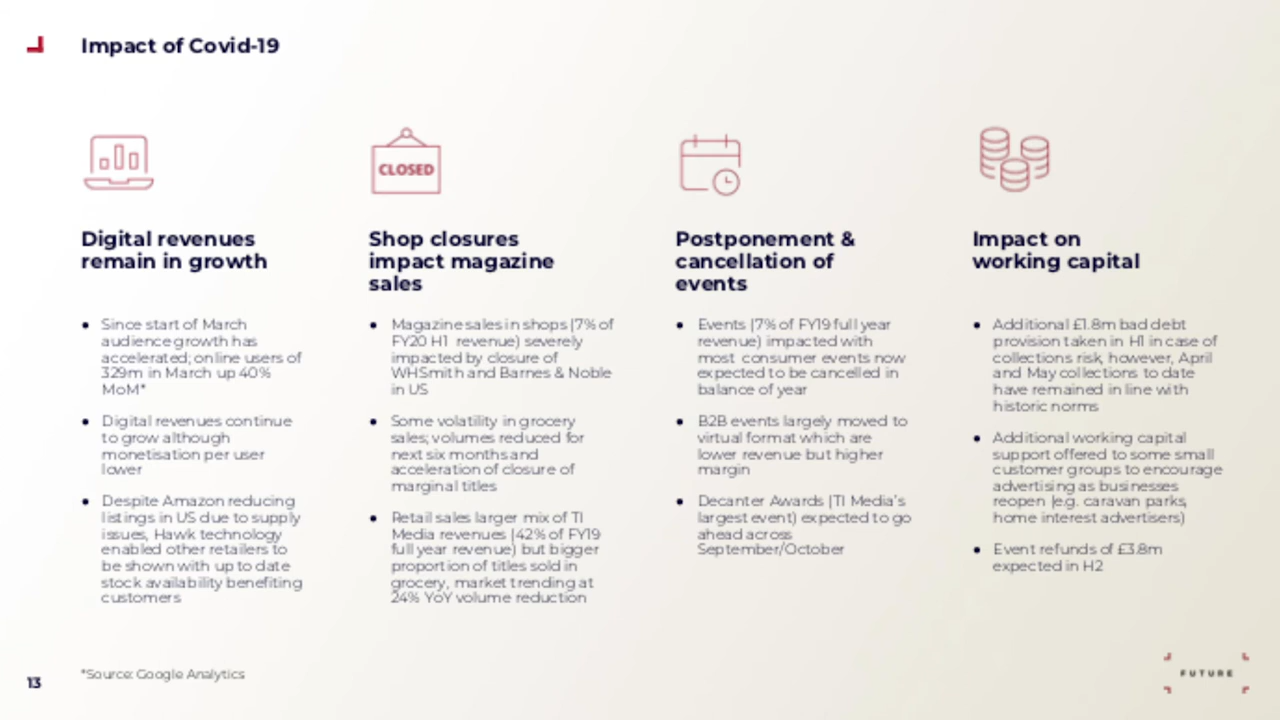 Impact of Covid-19
CLOSED
Digital revenues
remain in growth
Since start of March
audience growth has
accelerated; online users of
329m in March up 40%
MoM*
Digital revenues continue
to grow although
monetisation per user
lower
Despite Amazon reducing
listings in US due to supply
issues, Hawk technology
enabled other retailers to
be shown with up to date
stock availability benefiting
customers
Shop closures
impact magazine
sales
Magazine sales in shops (7% of
FY20 H1 revenue) severely
impacted by closure of
WHSmith and Barnes & Noble
in US
Some volatility in grocery
sales; volumes reduced for
next six months and
acceleration of closure of
marginal titles
Retail sales larger mix of TI
Media revenues (42% of FY19
full year revenue) but bigger
proportion of titles sold in
grocery, market trending at
24% YoY volume reduction
Postponement &
cancellation of
events
Events (7% of FY19 full year
revenue) impacted with
most consumer events now
expected to be cancelled in
balance of year
B2B events largely moved to
virtual format which are
lower revenue but higher
margin
Decanter Awards (TI Media's
largest event) expected to go
ahead across
September/October
Impact on
working capital
Additional £1.8m bad debt
provision taken in H1 in case of
collections risk, however, April
and May collections to date
have remained in line with
historic norms
Additional working capital
support offered to some small
customer groups to encourage
advertising as businesses
reopen (e.g. caravan parks,
home interest advertisers)
Event refunds of £3.8m
expected in H2
*Source: Google Analytics
13
FUTURE